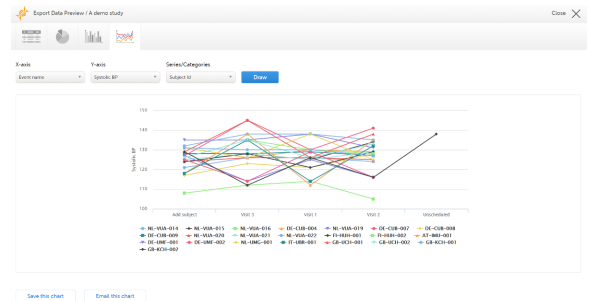 Export Data Preview / A demo study
Close
X-axis
Y-axis
Series/Categories
Event name
Systolic BP
Subject Id
Draw
150
140
130
120
110
100
Systolic BP
Add subject
Visit 3
Visit 1
Visit 2
Unscheduled
NL-VUA-014 NL-VUA-015 NL-VUA-016 DE-CUB-004 NL-VUA-019 DE-CUB-007 DE-CUB-008
DE-CUB-009 NL-VUA-020 NL-VUA-021 NL-VUA-022 FI-HUH-001 FI-HUH-002 AT-IMU-001
DE-UMF-001 DE-UMF-002 NL-UMG-001 IT-UBR-001 GB-UCH-001 GB-UCH-002 GB-KCH-001
GB-KCH-002
Save this chart
Email this chart